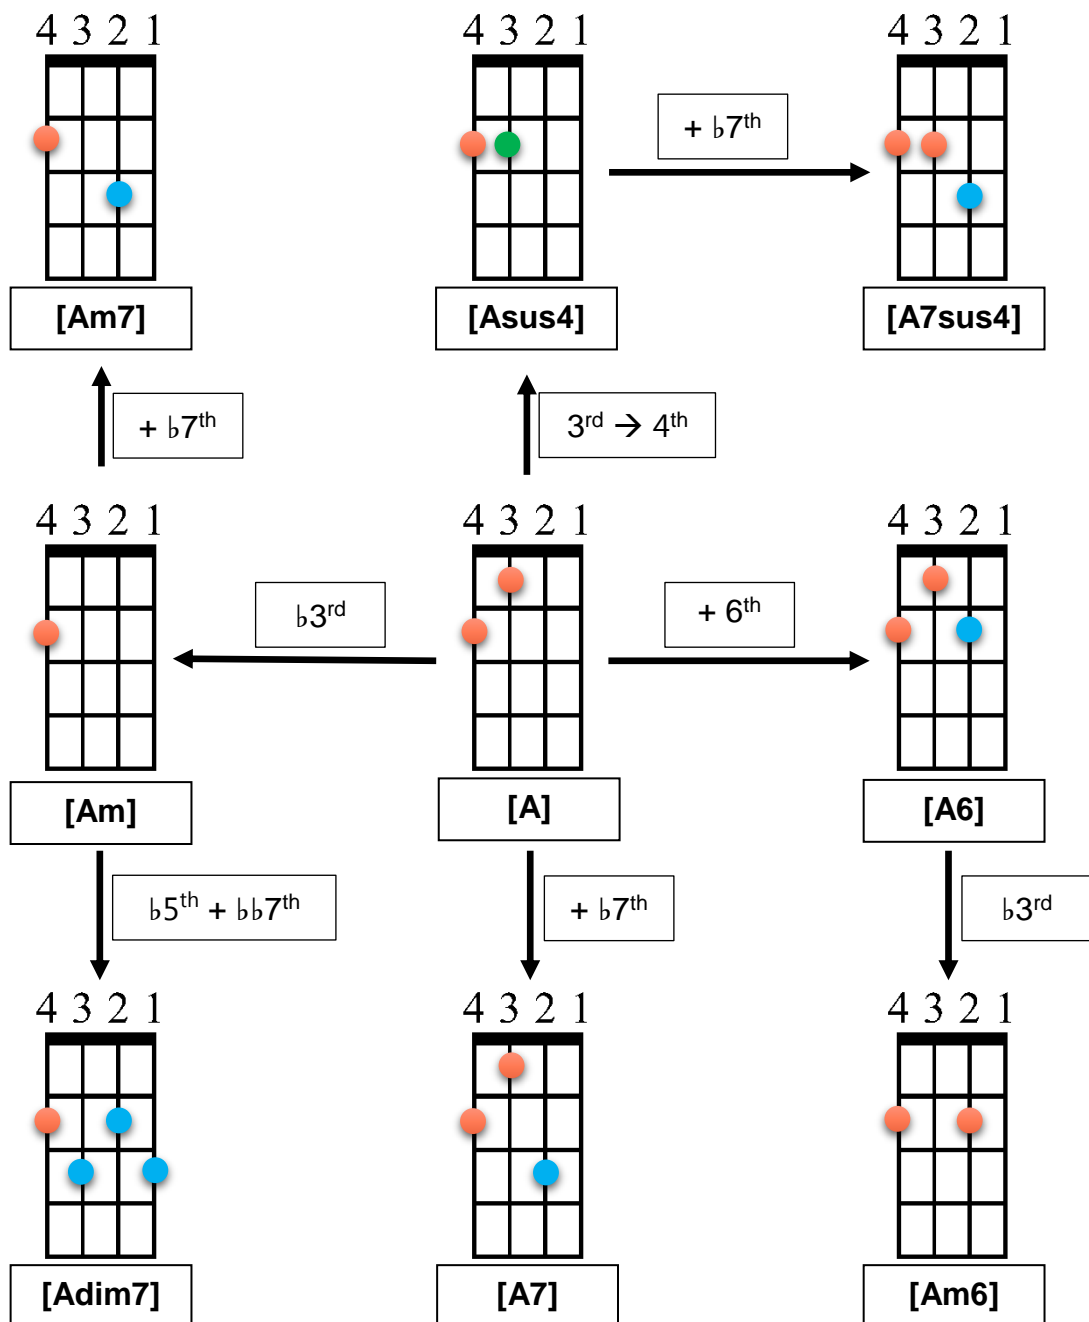 4 3 2 1
4 3 2 1
4 3 2 1
+ ♭7th
[Am7]
[Asus4]
[A7sus4]
+ ♭7th
3rd → 4th
4 3 2 1
4 3 2 1
4 3 2 1
♭3rd
+ 6th
[Am]
[A]
[A6]
♭5th + ♭♭7th
+ ♭7th
♭3rd
4 3 2 1
4 3 2 1
4 3 2 1
[Adim7]
[A7]
[Am6]